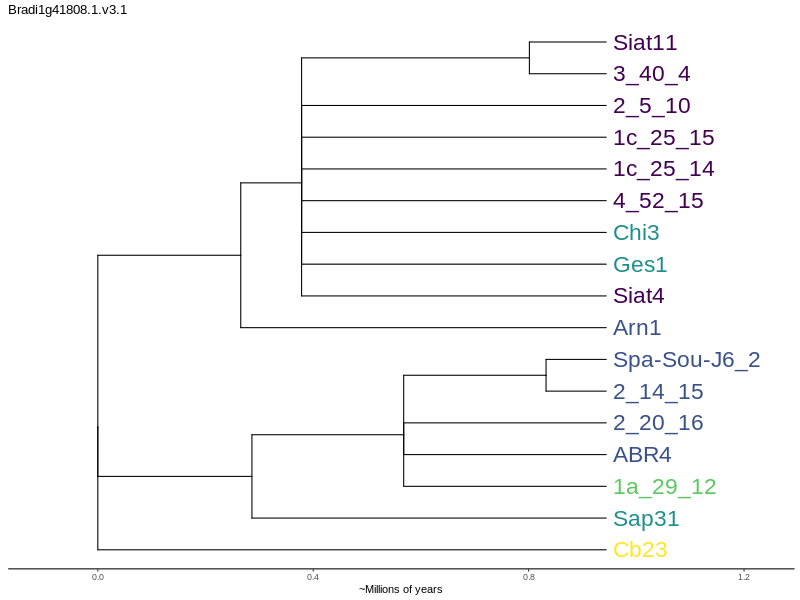 Bradi1g41808.1.v3.1
Siat11
3_40_4
2_5_10
1c_25_15
1c_25_14
4_52_15
Chi3
Ges1
Siat4
Arn1
Spa-Sou-J6_2
2_14_15
2_20_16
ABR4
1a_29_12
Sap31
Cb23
0.0 0.4 0.8 1.2
~Millions of years